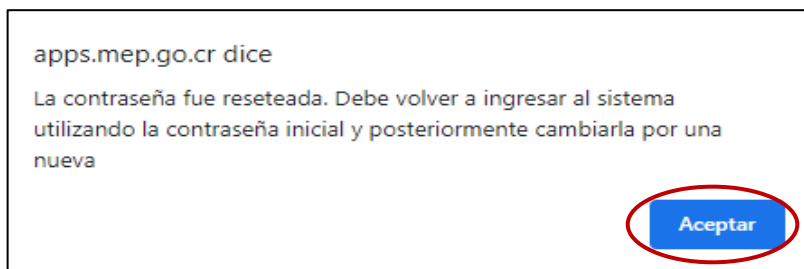 apps.mep.go.cr dice
La contraseña fue reseteada. Debe volver a ingresar al sistema
utilizando la contraseña inicial y posteriormente cambiarla por una
nueva
Aceptar